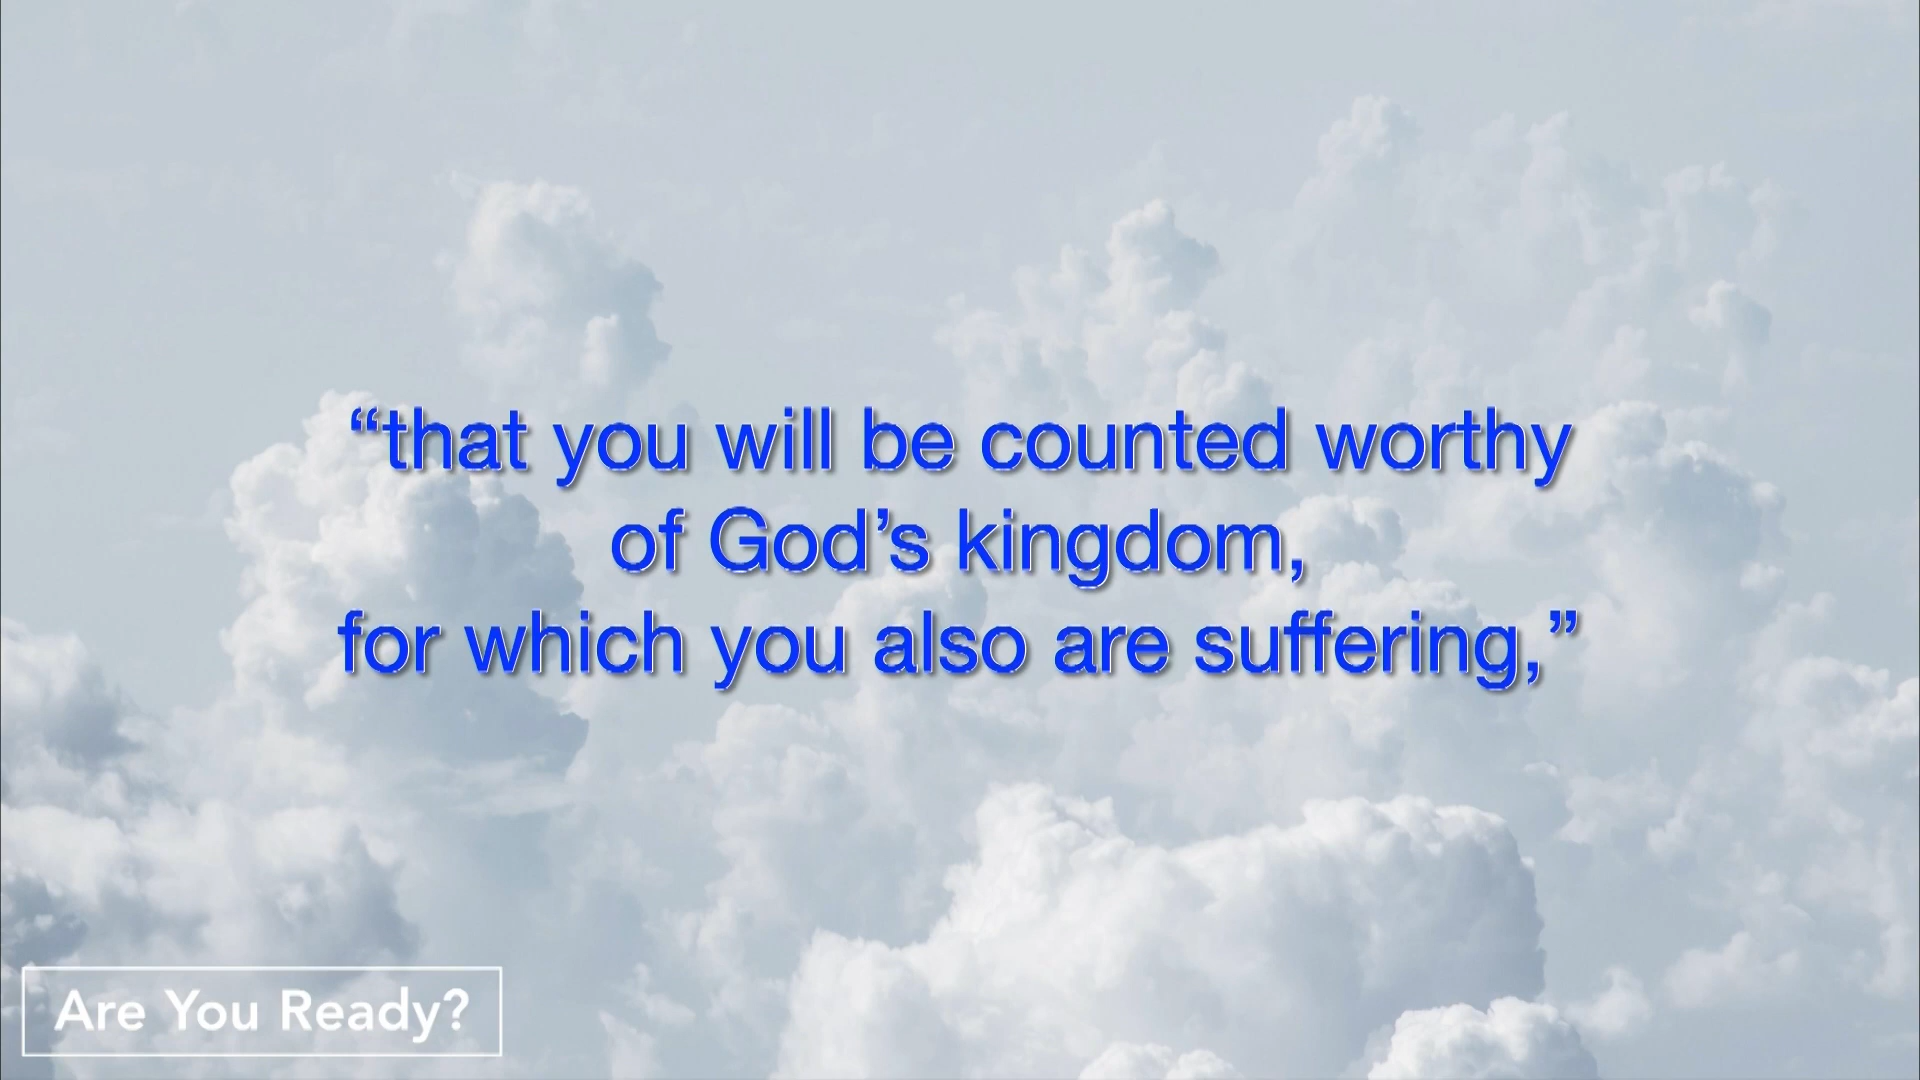 “that you will be counted worthy
of God’s kingdom,
for which you also are suffering,”
Are You Ready?